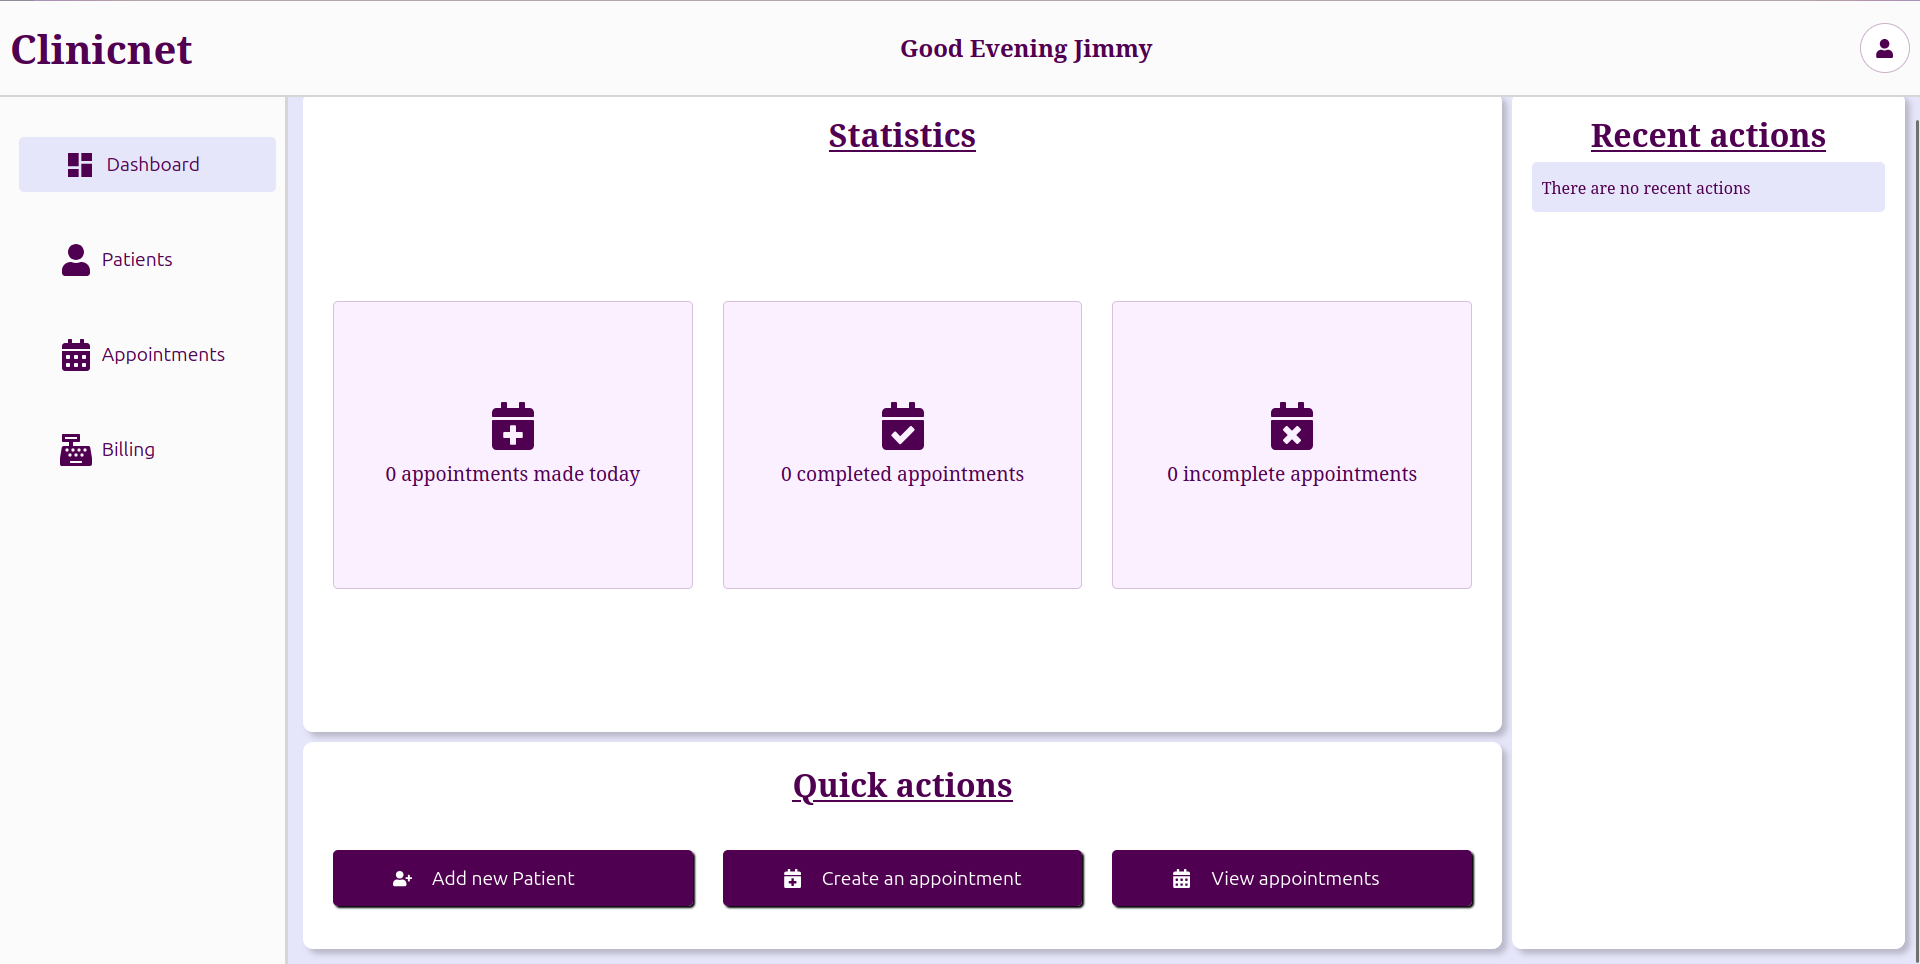 Clinicnet
Good Evening Jimmy
Dashboard
Patients
Appointments
Billing
Statistics
0 appointments made today
0 completed appointments
0 incomplete appointments
Quick actions
Add new Patient
Create an appointment
View appointments
Recent actions
There are no recent actions